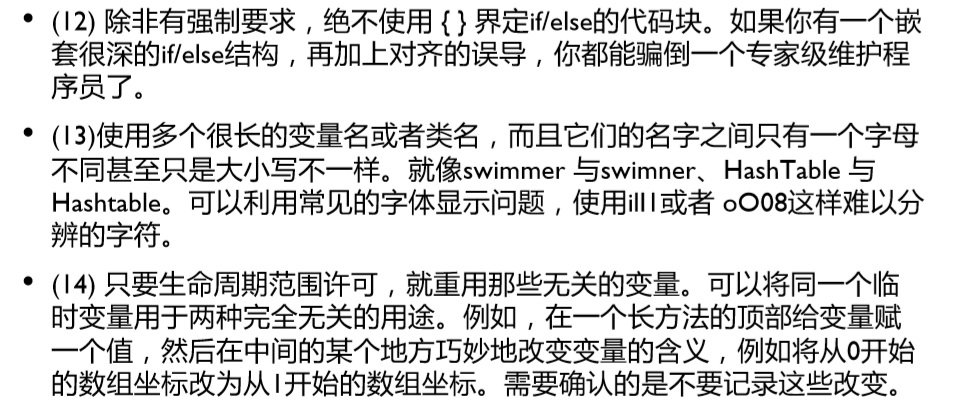 • (12) 除非有强制要求，绝不使用 { } 界定if/else的代码块。如果你有一个嵌
套很深的if/else结构，再加上对齐的误导，你都能骗倒一个专家级维护程
序员了。
• (13)使用多个很长的变量名或者类名，而且它们的名字之间只有一个字母
不同甚至只是大小写不一样。就像swimmer 与swimner、HashTable 与
Hashtable。可以利用常见的字体显示问题，使用ilI1或者 oO08这样难以分
辨的字符。
• (14) 只要生命周期范围许可，就重用那些无关的变量。可以将同一个临
时变量用于两种完全无关的用途。例如，在一个长方法的顶部给变量赋
一个值，然后在中间的某个地方巧妙地改变变量的含义，例如将从0开始
的数组坐标改为从1开始的数组坐标。需要确认的是不要记录这些改变。